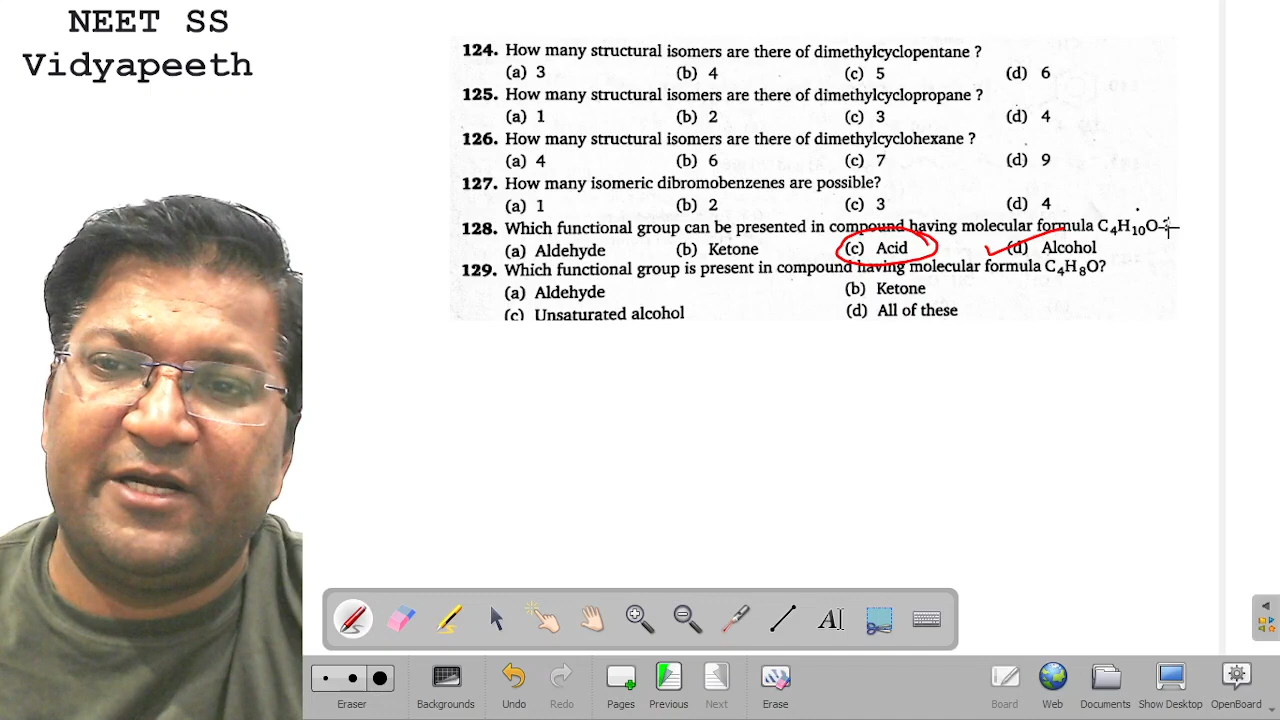 NEET SS
Vidyapeeth
124. How many structural isomers are there of dimethylcyclopentane ?
(a) 3 (b) 4 (c) 5 (d) 6
125. How many structural isomers are there of dimethylcyclopropane ?
(a) 1 (b) 2 (c) 3 (d) 4
126. How many structural isomers are there of dimethylcyclohexane ?
(a) 4 (b) 6 (c) 7 (d) 9
127. How many isomeric dibromobenzenes are possible?
(a) 1 (b) 2 (c) 3 (d) 4
128. Which functional group can be presented in compound having molecular formula C₄H₁₀O
(a) Aldehyde (b) Ketone (c) Acid (d) Alcohol
129. Which functional group is present in compound having molecular formula C₄H₈O?
(a) Aldehyde (b) Ketone
(c) Unsaturated alcohol (d) All of these
Eraser Backgrounds Undo Redo Pages Previous Next Erase Board Web Documents Show Desktop OpenBoard